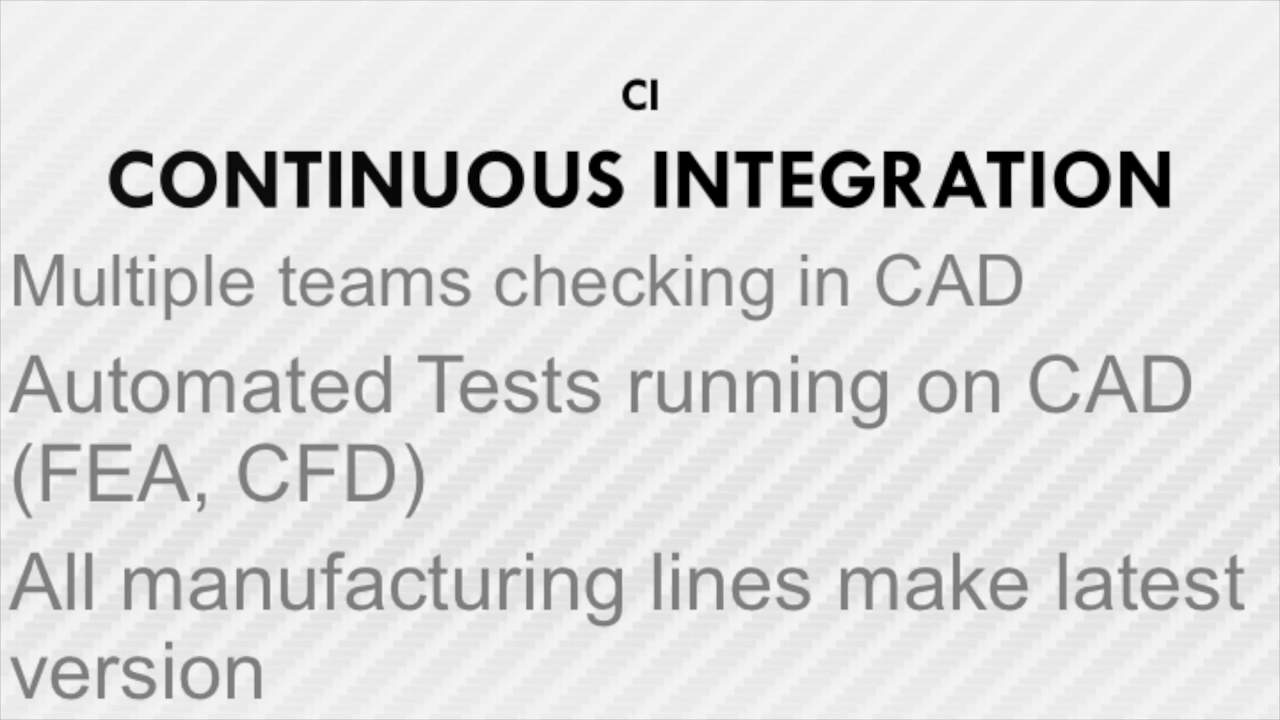 CI
CONTINUOUS INTEGRATION
Multiple teams checking in CAD
Automated Tests running on CAD
(FEA, CFD)
All manufacturing lines make latest
version